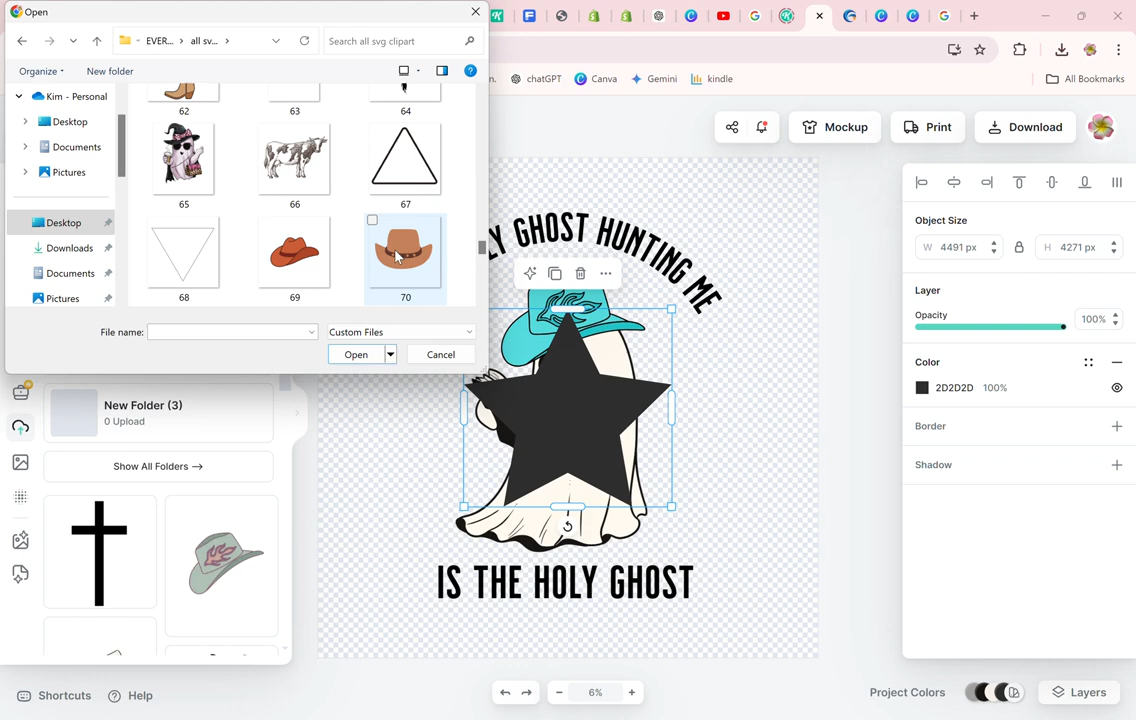 Open
EVER... > all sv... >
Search all svg clipart
Organize
New folder
Kim - Personal
Desktop
Documents
Pictures
Desktop
Downloads
Documents
Pictures
62
63
64
65
66
67
68
69
70
File name:
Custom Files
Open
Cancel
n.
chatGPT
Canva
Gemini
kindle
All Bookmarks
Mockup
Print
Download
LY GHOST HUNTING ME
IS THE HOLY GHOST
Object Size
W 4491 px
H 4271 px
Layer
Opacity
100%
Color
2D2D2D 100%
Border
Shadow
New Folder (3)
0 Upload
Show All Folders →
Shortcuts
Help
6%
Project Colors
Layers